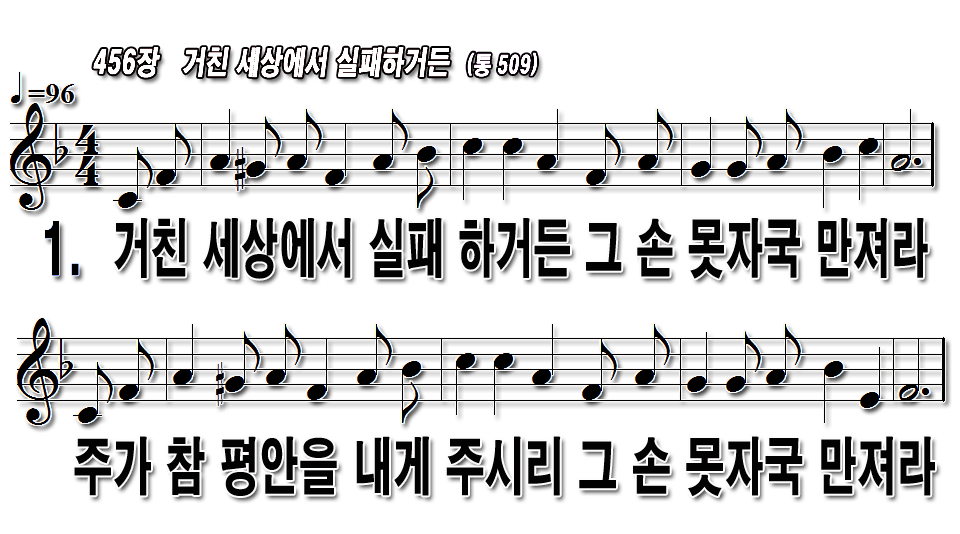 456장 거친 세상에서 실패하거든 (통 509)
♩=96
1. 거친 세상에서 실패 하거든 그 손 못자국 만져라
주가 참 평안을 내게 주시리 그 손 못자국 만져라